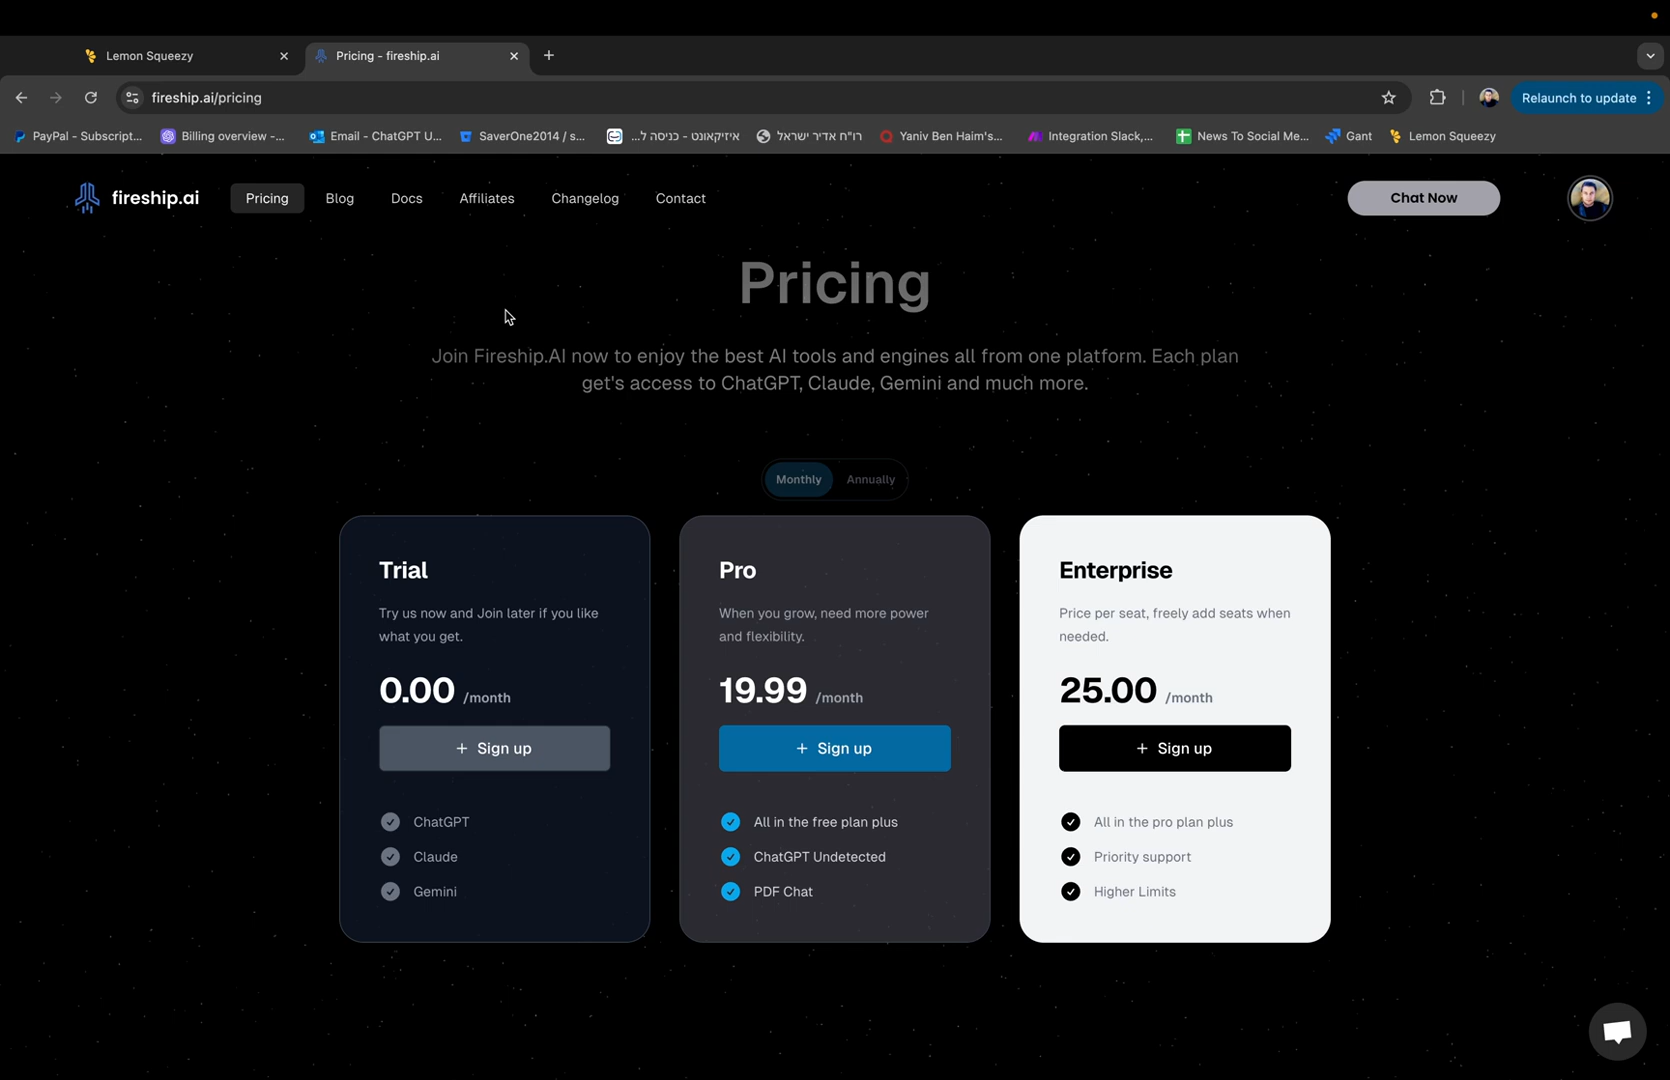 Lemon Squeezy
Pricing - fireship.ai
fireship.ai/pricing
Relaunch to update
PayPal - Subscript...
Billing overview -...
Email - ChatGPT U...
SaverOne2014 / s...
איזיקאונט - כניסה ל...
רו"ח אדיר ישראל
Yaniv Ben Haim's...
Integration Slack,...
News To Social Me...
Gant
Lemon Squeezy
fireship.ai
Pricing
Blog
Docs
Affiliates
Changelog
Contact
Chat Now
Pricing
Join Fireship.AI now to enjoy the best AI tools and engines all from one platform. Each plan
get's access to ChatGPT, Claude, Gemini and much more.
Monthly
Annually
Trial
Try us now and Join later if you like
what you get.
0.00 /month
+ Sign up
ChatGPT
Claude
Gemini
Pro
When you grow, need more power
and flexibility.
19.99 /month
+ Sign up
All in the free plan plus
ChatGPT Undetected
PDF Chat
Enterprise
Price per seat, freely add seats when
needed.
25.00 /month
+ Sign up
All in the pro plan plus
Priority support
Higher Limits